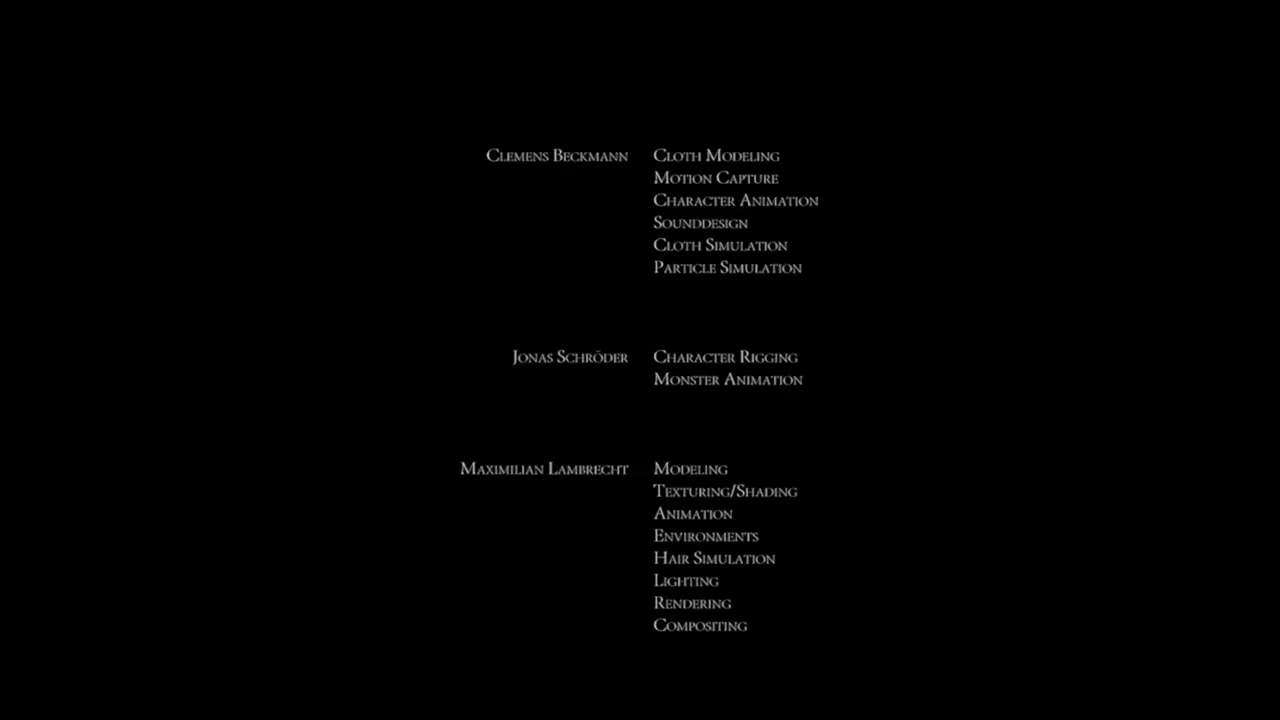 Clemens Beckmann Cloth Modeling
Motion Capture
Character Animation
Sounddesign
Cloth Simulation
Particle Simulation
Jonas Schröder Character Rigging
Monster Animation
Maximilian Lambrecht Modeling
Texturing/Shading
Animation
Environments
Hair Simulation
Lighting
Rendering
Compositing